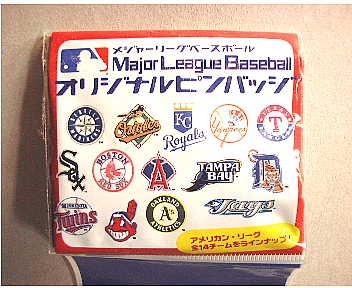 メジャーリーグベースボール
Major League Baseball
オリジナルピンバッジ
SEATTLE MARINERS
Orioles
KC Royals
Yankees
TEXAS T
Sox
BOSTON RED SOX
A
TAMPA BAY
D
MINNESOTA Twins
OAKLAND A's ATHLETICS
Jays
アメリカン・リーグ
全14チームをラインナップ!